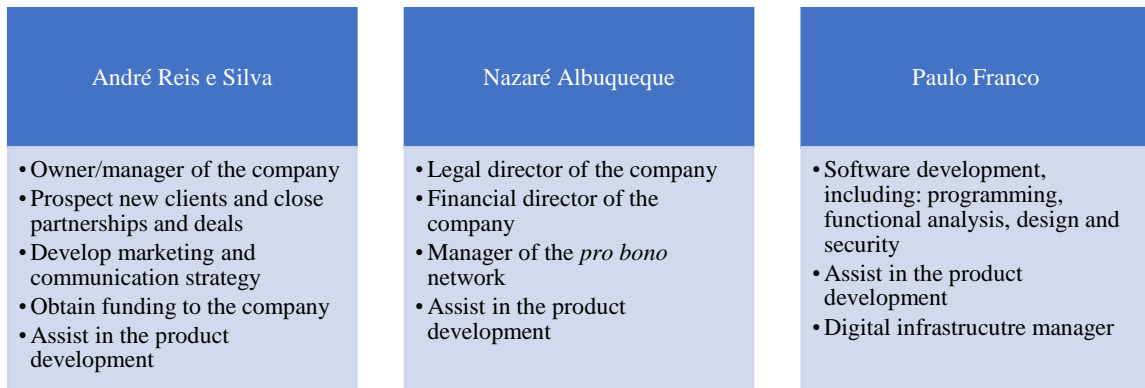 André Reis e Silva
• Owner/manager of the company
• Prospect new clients and close
partnerships and deals
• Develop marketing and
communication strategy
• Obtain funding to the company
• Assist in the product
development
Nazaré Albuqueque
• Legal director of the company
• Financial director of the
company
• Manager of the pro bono
network
• Assist in the product
development
Paulo Franco
• Software development,
including: programming,
functional analysis, design and
security
• Assist in the product
development
• Digital infrastrucutre manager